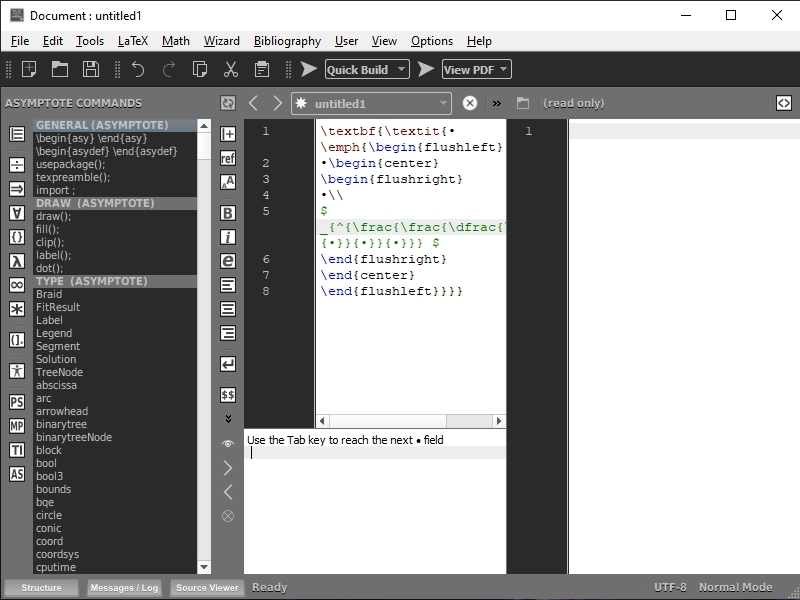 Document : untitled1
File Edit Tools LaTeX Math Wizard Bibliography User View Options Help
Quick Build View PDF
ASYMPTOTE COMMANDS
untitled1
»
(read only)
GENERAL (ASYMPTOTE)
\begin{asy} \end{asy}
\begin{asydef} \end{asydef}
usepackage();
texpreamble();
import ;
DRAW (ASYMPTOTE)
draw();
fill();
clip();
label();
dot();
TYPE (ASYMPTOTE)
Braid
FitResult
Label
Legend
Segment
Solution
TreeNode
abscissa
arc
arrowhead
binarytree
binarytreeNode
block
bool
bool3
bounds
bqe
circle
conic
coord
coordsys
cputime
÷
⇒
∀
{}
λ
∞
∗
(].
PS
MP
TI
AS
ref
AA
B
i
e
$$
1 \textbf{\textit{•
\emph{\begin{flushleft}
2 •\begin{center}
3 \begin{flushright}
4 •\\
5 $
_{^{\frac{\frac{\dfrac{
{•}}{•}}{•}}} $
6 \end{flushright}
7 \end{center}
8 \end{flushleft}}}}
1
Use the Tab key to reach the next • field
Structure Messages / Log Source Viewer Ready UTF-8 Normal Mode